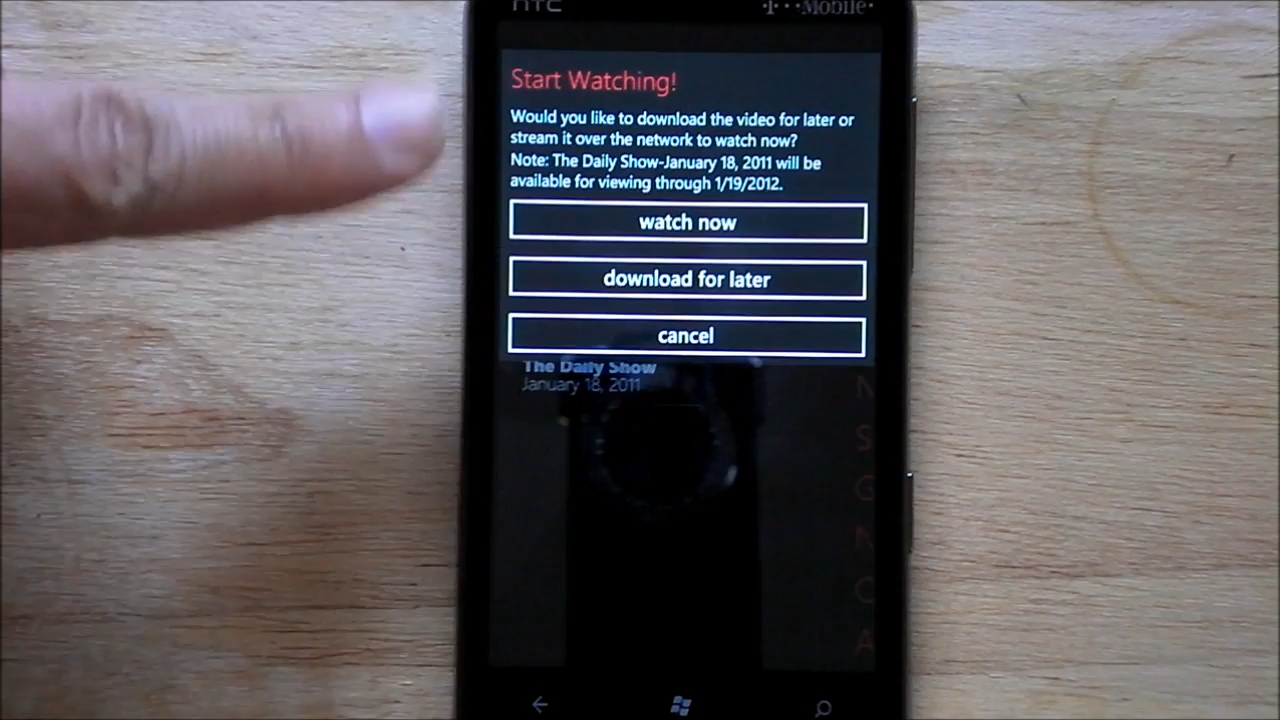 hTC T··Mobile·
Start Watching!
Would you like to download the video for later or
stream it over the network to watch now?
Note: The Daily Show-January 18, 2011 will be
available for viewing through 1/19/2012.
watch now
download for later
cancel
The Daily Show
January 18, 2011
N
S
G
N
C
A